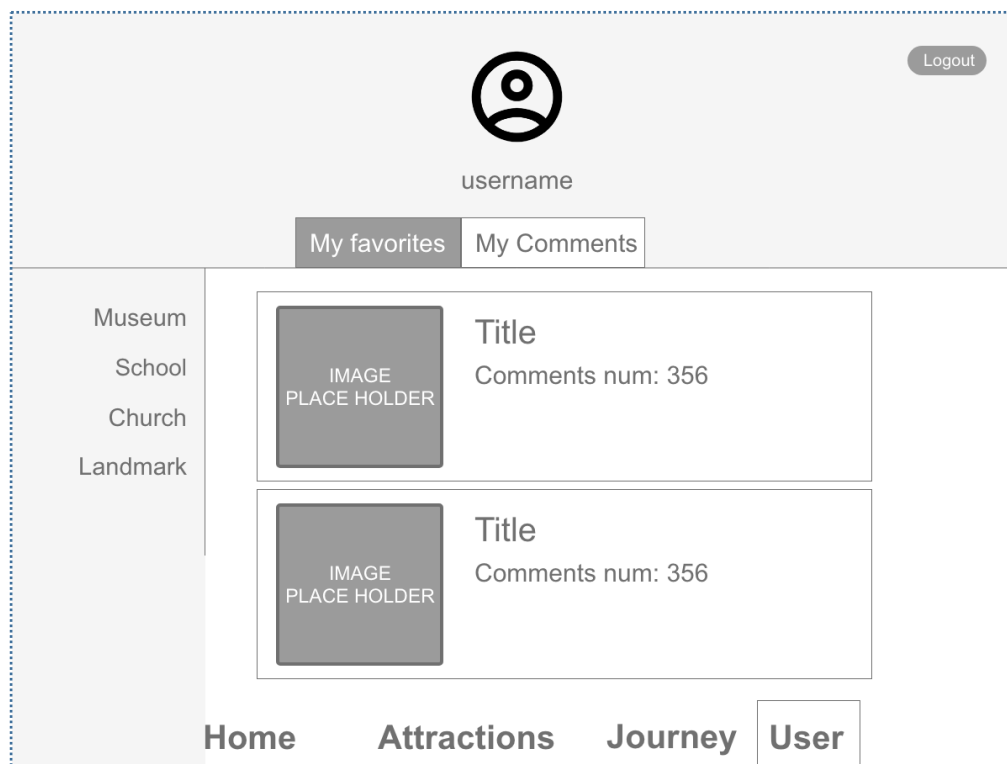 Logout
username
My favorites
My Comments
Museum
School
Church
Landmark
IMAGE
PLACE HOLDER
Title
Comments num: 356
IMAGE
PLACE HOLDER
Title
Comments num: 356
Home
Attractions
Journey
User